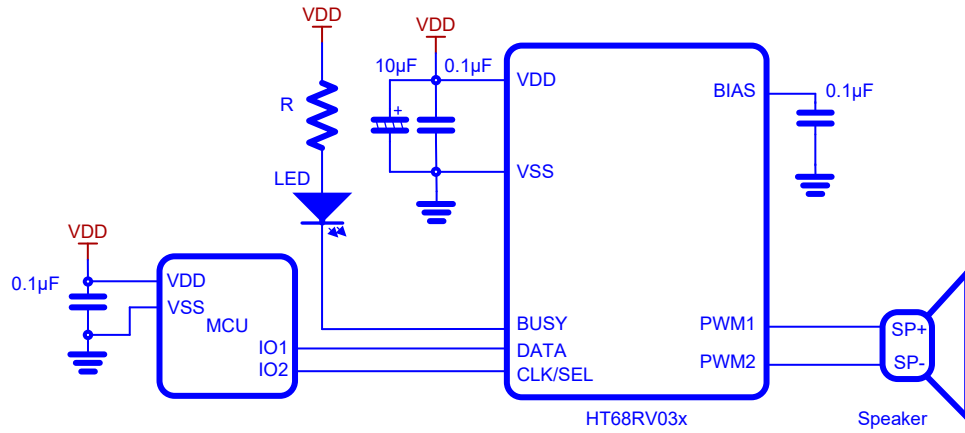 VDD
VDD
10µF
0.1µF
VDD
BIAS
0.1µF
R
+
LED
VSS
VDD
0.1µF
VDD
VSS
MCU
IO1
IO2
BUSY
DATA
CLK/SEL
PWM1
PWM2
SP+
SP-
HT68RV03x
Speaker